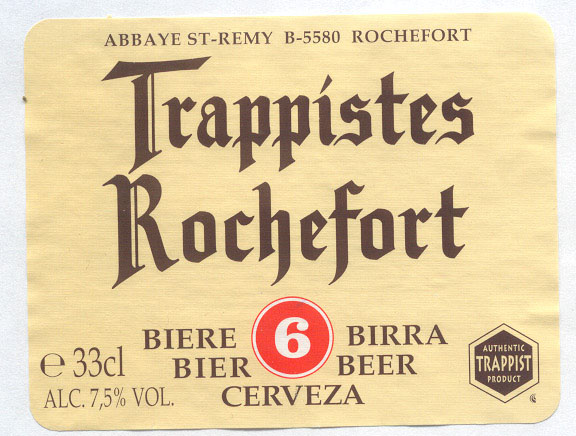 ABBAYE ST-REMY B-5580 ROCHEFORT
Trappistes
Rochefort
BIERE 6 BIRRA
BIER BEER
CERVEZA
℮ 33cl
ALC. 7,5% VOL.
AUTHENTIC
TRAPPIST
PRODUCT